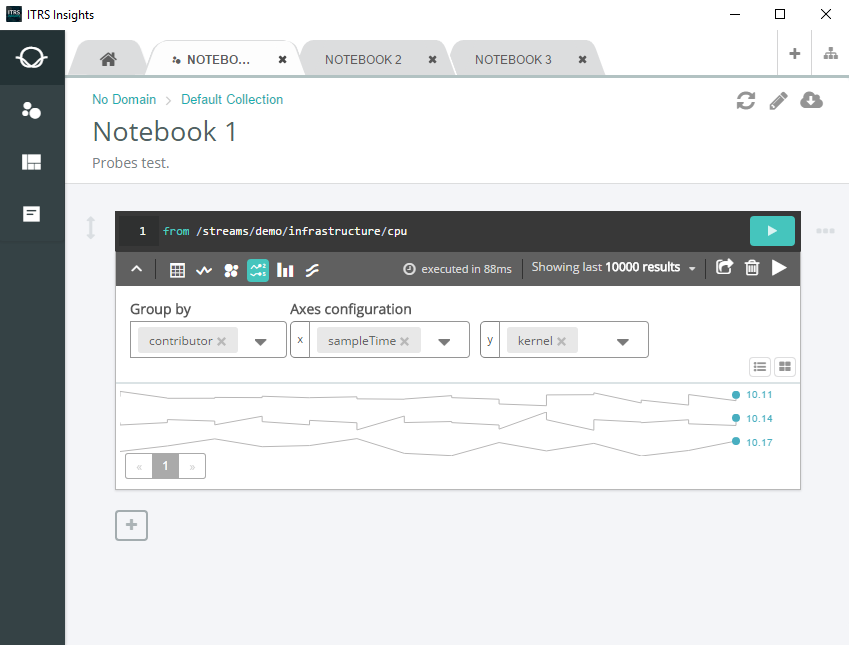 ITRS ITRS Insights
NOTEBO... NOTEBOOK 2 NOTEBOOK 3
No Domain > Default Collection
Notebook 1
Probes test.
1 from /streams/demo/infrastructure/cpu
executed in 88ms Showing last 10000 results
Group by Axes configuration
contributor x sampleTime y kernel
10.11
10.14
10.17
« 1 »